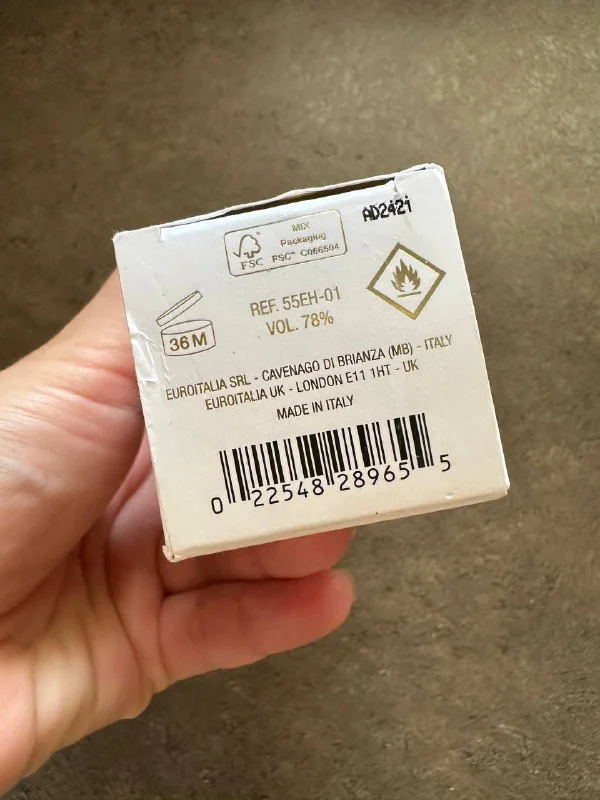 AD2421
MIX
Packaging
FSC
FSC™ C066504
36 M
REF. 55EH-01
VOL. 78%
EUROITALIA SRL - CAVENAGO DI BRIANZA (MB) - ITALY
EUROITALIA UK - LONDON E11 1HT - UK
MADE IN ITALY
0 22548 28965 5